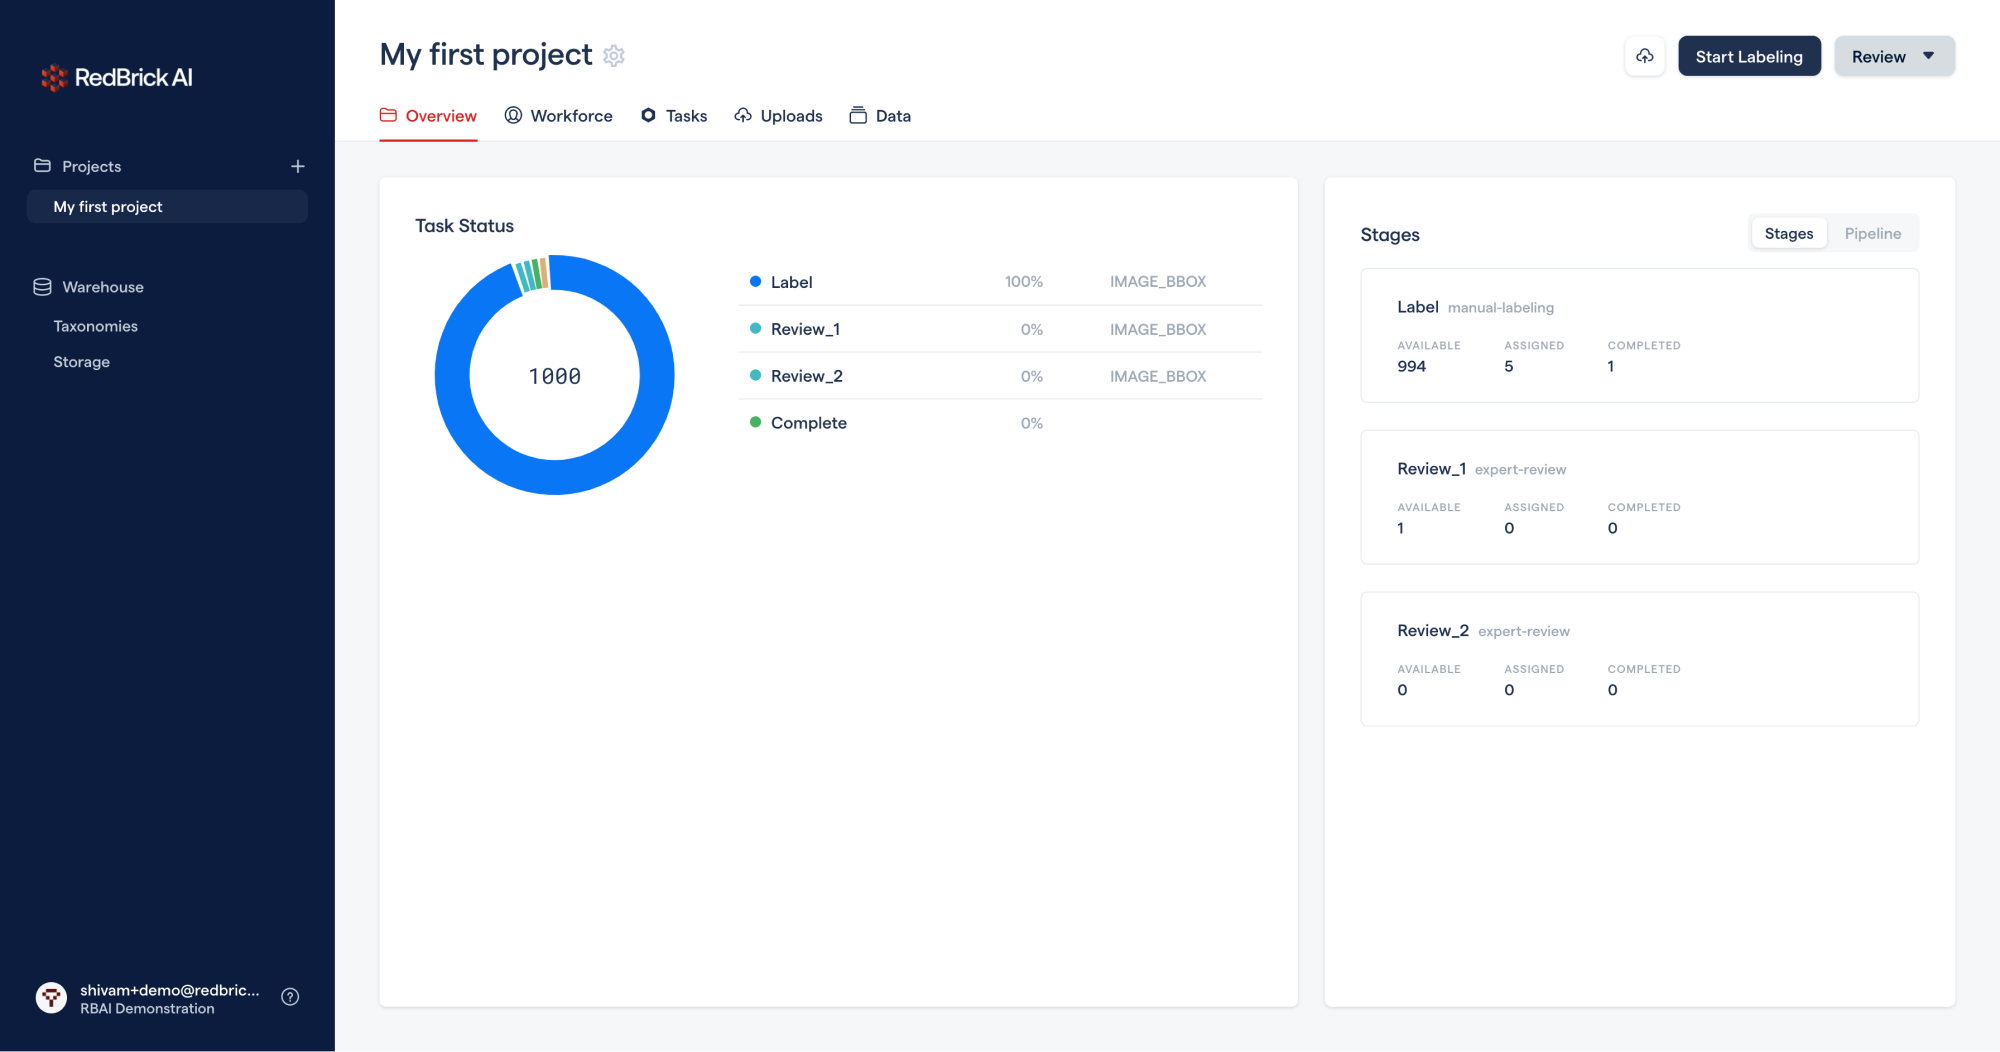 RedBrick AI
Projects
My first project
Warehouse
Taxonomies
Storage
shivam+demo@redbric...
RBAI Demonstration
My first project
Start Labeling
Review
Overview
Workforce
Tasks
Uploads
Data
Task Status
1000
Label 100% IMAGE_BBOX
Review_1 0% IMAGE_BBOX
Review_2 0% IMAGE_BBOX
Complete 0%
Stages
Stages
Pipeline
Label manual-labeling
AVAILABLE ASSIGNED COMPLETED
994 5 1
Review_1 expert-review
AVAILABLE ASSIGNED COMPLETED
1 0 0
Review_2 expert-review
AVAILABLE ASSIGNED COMPLETED
0 0 0